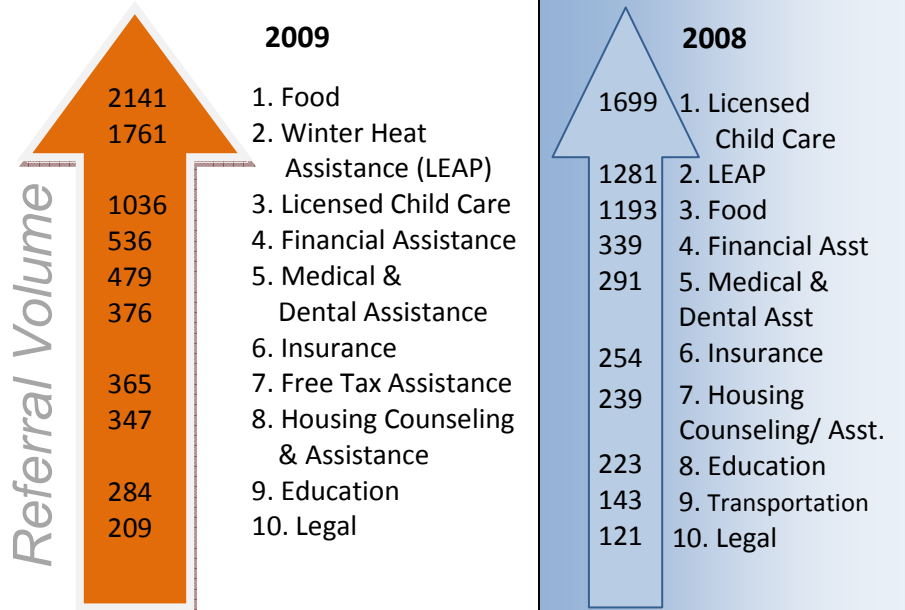 Referral Volume
2009
2141 1. Food
1761 2. Winter Heat
Assistance (LEAP)
1036 3. Licensed Child Care
536 4. Financial Assistance
479 5. Medical &
376 Dental Assistance
6. Insurance
365 7. Free Tax Assistance
347 8. Housing Counseling
& Assistance
284 9. Education
209 10. Legal
2008
1699 1. Licensed
Child Care
1281 2. LEAP
1193 3. Food
339 4. Financial Asst
291 5. Medical &
Dental Asst
254 6. Insurance
239 7. Housing
Counseling/ Asst.
223 8. Education
143 9. Transportation
121 10. Legal